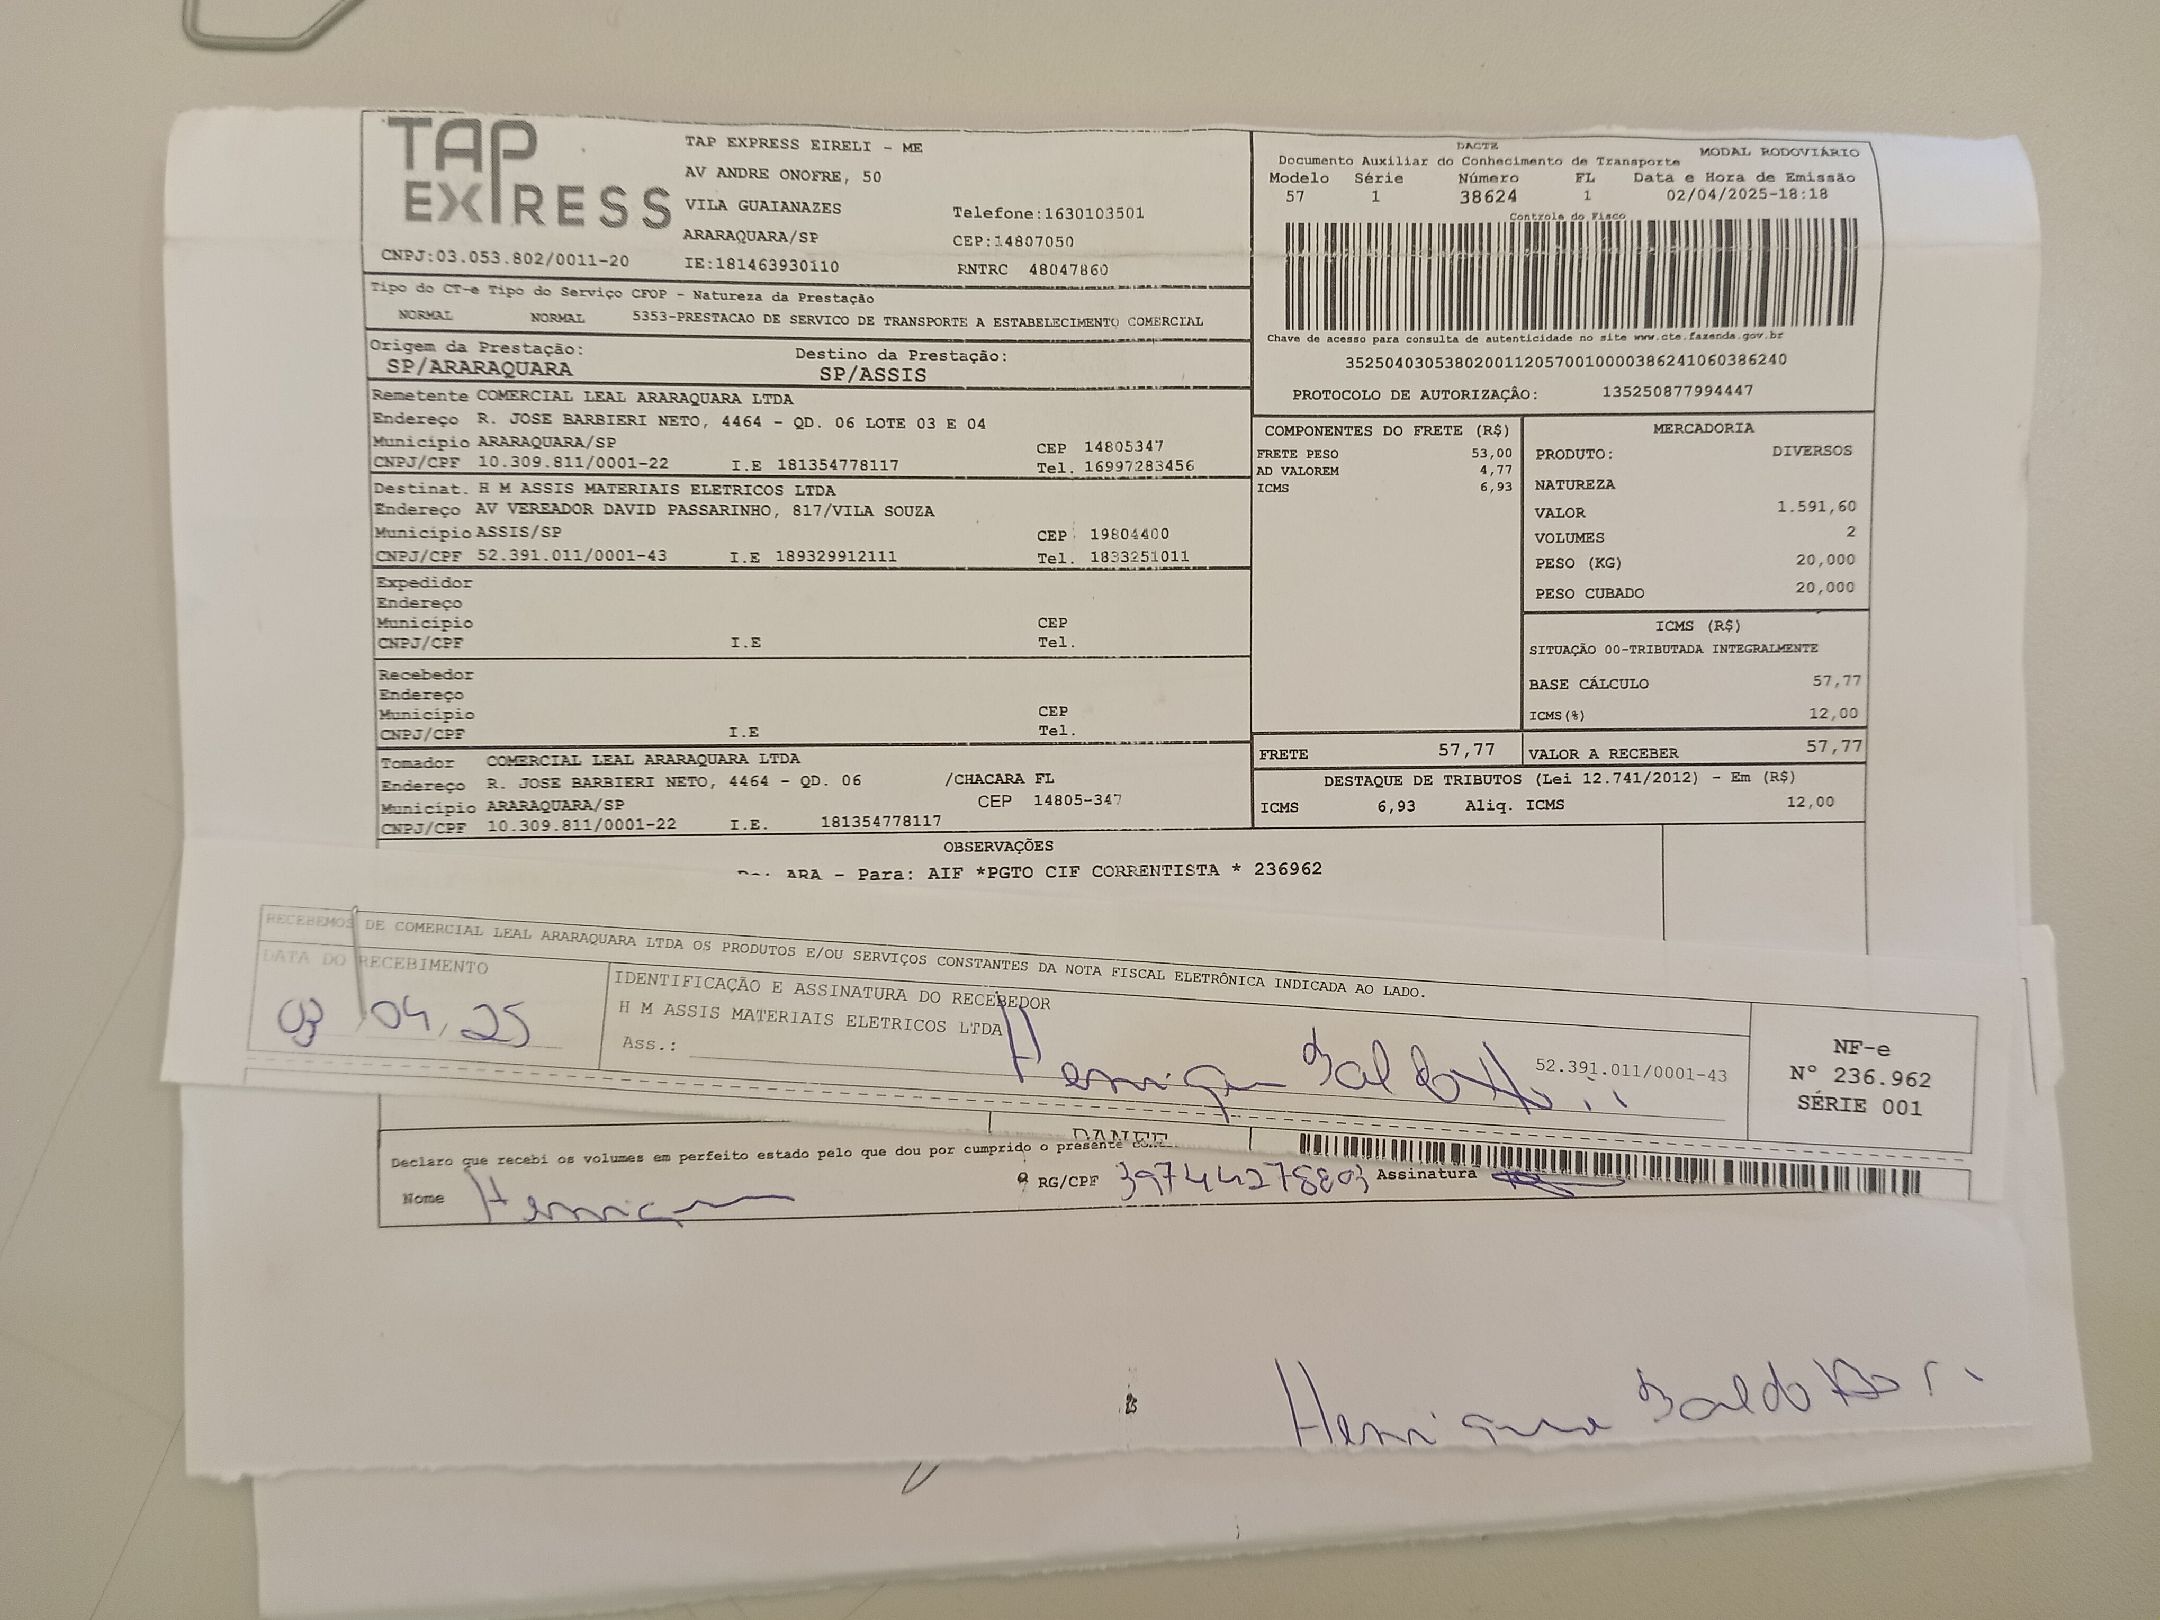 TAP EXPRESS
TAP EXPRESS EIRELI - ME
AV ANDRE ONOFRE, 50
VILA GUAIANAZES Telefone:1630103501
ARARAQUARA/SP CEP:14807050
CNPJ:03.053.802/0011-20 IE:181463930110 RNTRC 48047860
DACTE MODAL RODOVIÁRIO
Documento Auxiliar do Conhecimento de Transporte
Modelo Série Número FL Data e Hora de Emissão
57 1 38624 1 02/04/2025-18:18
Controle do Fisco
Chave de acesso para consulta de autenticidade no site www.cte.fazenda.gov.br
35250403053802001120570010000386241060386240
PROTOCOLO DE AUTORIZAÇÂO: 135250877994447
Tipo do CT-e Tipo do Serviço CFOP - Natureza da Prestação
NORMAL NORMAL 5353-PRESTACAO DE SERVICO DE TRANSPORTE A ESTABELECIMENTO COMERCIAL
Origem da Prestação: Destino da Prestação:
SP/ARARAQUARA SP/ASSIS
Remetente COMERCIAL LEAL ARARAQUARA LTDA
Endereço R. JOSE BARBIERI NETO, 4464 - QD. 06 LOTE 03 E 04
Município ARARAQUARA/SP CEP 14805347
CNPJ/CPF 10.309.811/0001-22 I.E 181354778117 Tel. 16997283456
Destinat. H M ASSIS MATERIAIS ELETRICOS LTDA
Endereço AV VEREADOR DAVID PASSARINHO, 817/VILA SOUZA
Município ASSIS/SP CEP 19804400
CNPJ/CPF 52.391.011/0001-43 I.E 189329912111 Tel. 1833251011
Expedidor
Endereço
Município CEP
CNPJ/CPF I.E Tel.
Recebedor
Endereço
Município CEP
CNPJ/CPF I.E Tel.
Tomador COMERCIAL LEAL ARARAQUARA LTDA
Endereço R. JOSE BARBIERI NETO, 4464 - QD. 06 /CHACARA FL
Município ARARAQUARA/SP CEP 14805-347
CNPJ/CPF 10.309.811/0001-22 I.E. 181354778117
COMPONENTES DO FRETE (R$)
FRETE PESO 53,00
AD VALOREM 4,77
ICMS 6,93
MERCADORIA
PRODUTO: DIVERSOS
NATUREZA
VALOR 1.591,60
VOLUMES 2
PESO (KG) 20,000
PESO CUBADO 20,000
ICMS (R$)
SITUAÇÃO 00-TRIBUTADA INTEGRALMENTE
BASE CÁLCULO 57,77
ICMS(%) 12,00
FRETE 57,77 VALOR A RECEBER 57,77
DESTAQUE DE TRIBUTOS (Lei 12.741/2012) - Em (R$)
ICMS 6,93 Aliq. ICMS 12,00
OBSERVAÇÕES
ARA - Para: AIF *PGTO CIF CORRENTISTA * 236962
RECEBEMOS DE COMERCIAL LEAL ARARAQUARA LTDA OS PRODUTOS E/OU SERVIÇOS CONSTANTES DA NOTA FISCAL ELETRÔNICA INDICADA AO LADO.
DATA DO RECEBIMENTO
03/04/25
IDENTIFICAÇÃO E ASSINATURA DO RECEBEDOR
H M ASSIS MATERIAIS ELETRICOS LTDA
Ass.: Henrique 52.391.011/0001-43
NF-e
Nº 236.962
SÉRIE 001
DANFE
Declaro que recebi os volumes em perfeito estado pelo que dou por cumprido o presente
Nome Henrique RG/CPF 39744275803 Assinatura
Henrique